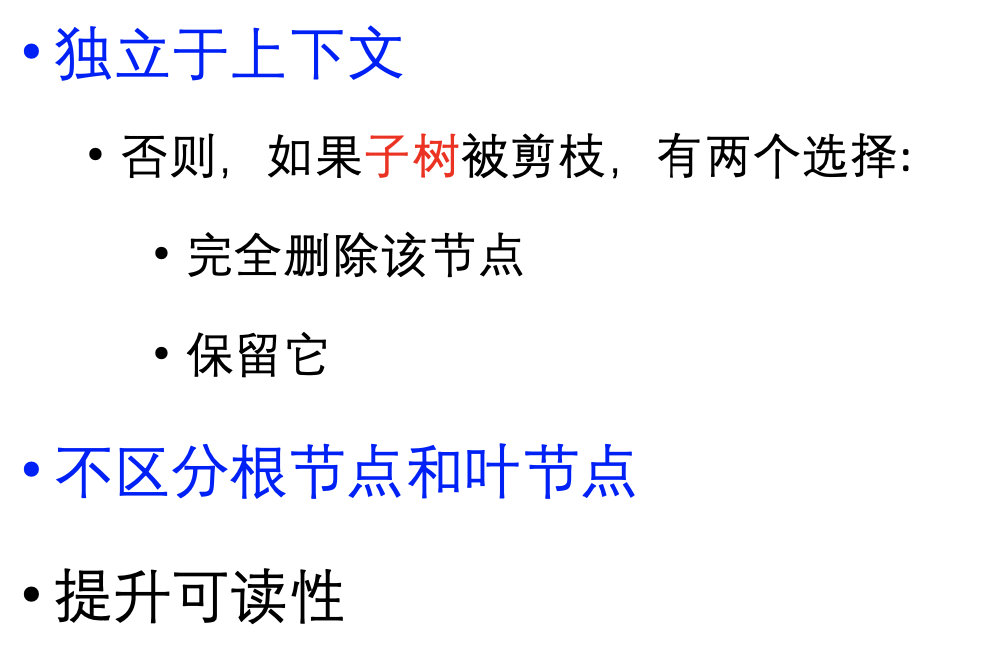 • 独立于上下文
• 否则，如果子树被剪枝，有两个选择:
• 完全删除该节点
• 保留它
• 不区分根节点和叶节点
• 提升可读性